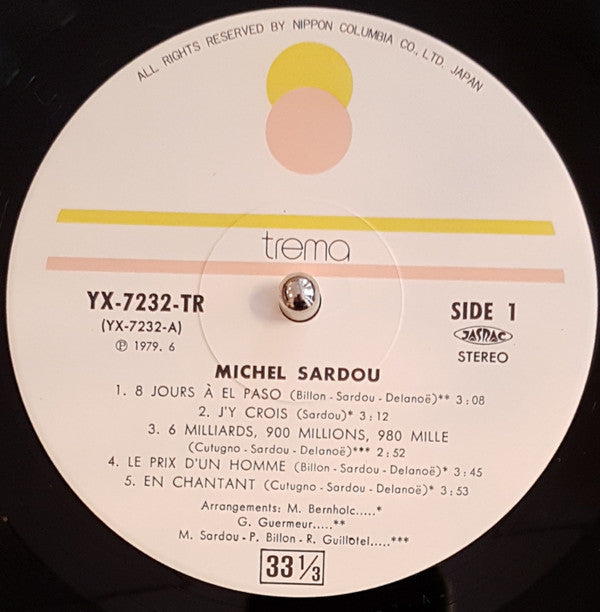 ALL RIGHTS RESERVED BY NIPPON COLUMBIA CO., LTD. JAPAN
trema
YX-7232-TR
(YX-7232-A)
Ⓟ 1979. 6
SIDE 1
JASRAC
STEREO
MICHEL SARDOU
1. 8 JOURS À EL PASO (Billon - Sardou - Delanoë)** 3:08
2. J'Y CROIS (Sardou)* 3:12
3. 6 MILLIARDS, 900 MILLIONS, 980 MILLE
(Cutugno - Sardou - Delanoë)*** 2:52
4. LE PRIX D'UN HOMME (Billon - Sardou - Delanoë)* 3:45
5. EN CHANTANT (Cutugno - Sardou - Delanoë)* 3:53
Arrangements: M. Bernholc.....*
G. Guermeur.....**
M. Sardou - P. Billon - R. Guillotel.....***
33 1/3